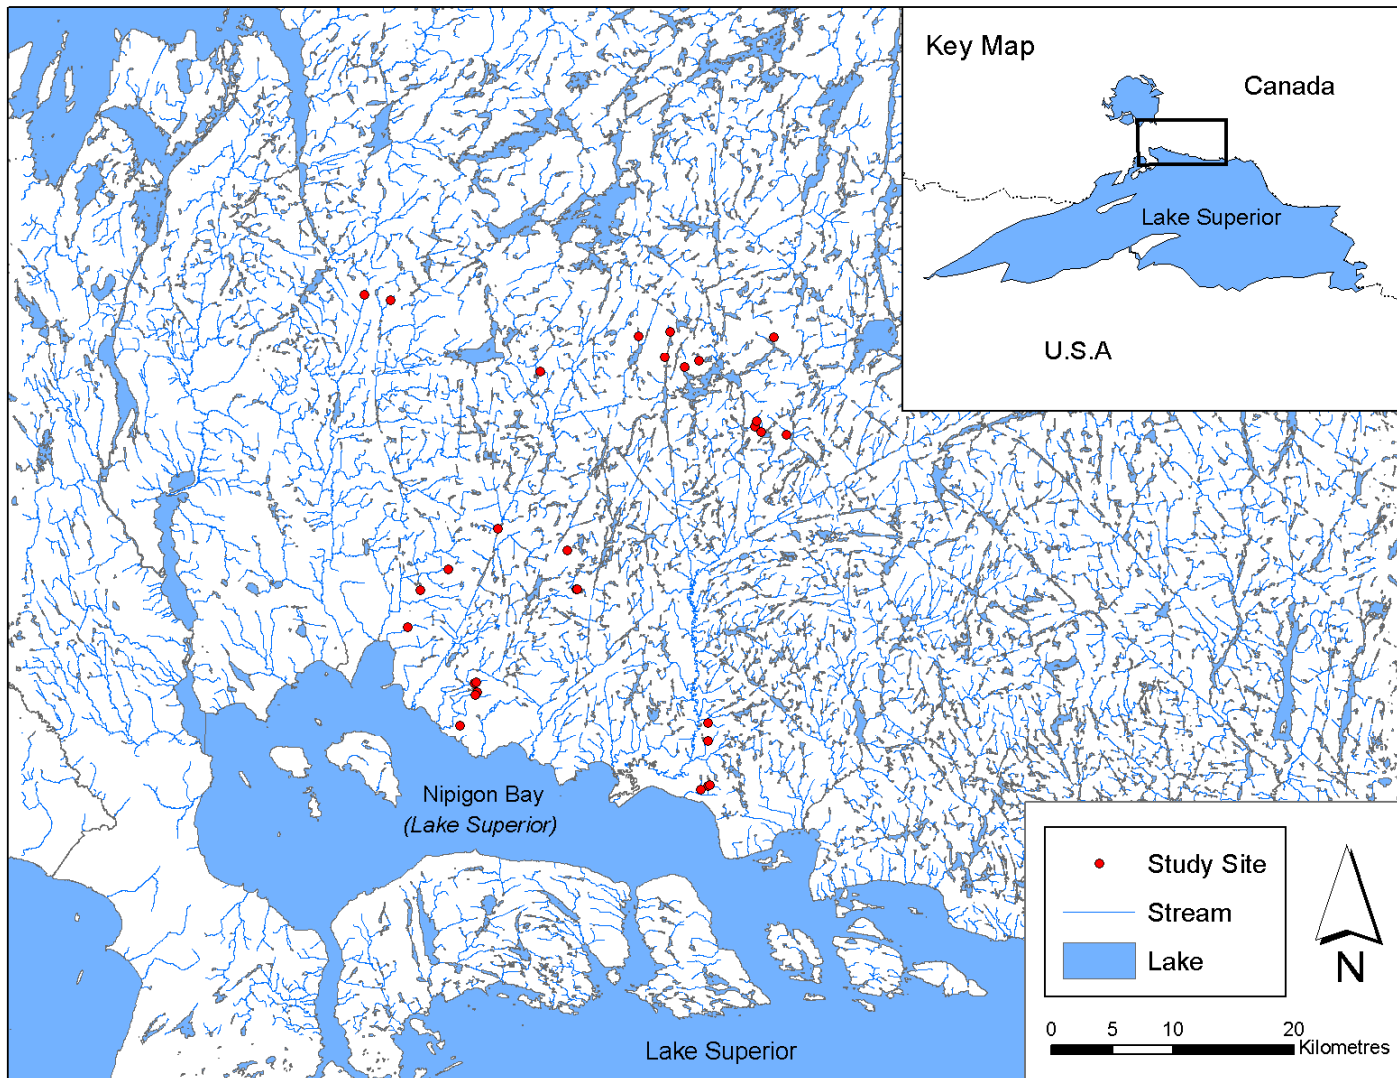 Key Map
Canada
Lake Superior
U.S.A
Nipigon Bay
(Lake Superior)
Lake Superior
Study Site
Stream
Lake
N
0 5 10 20
Kilometres